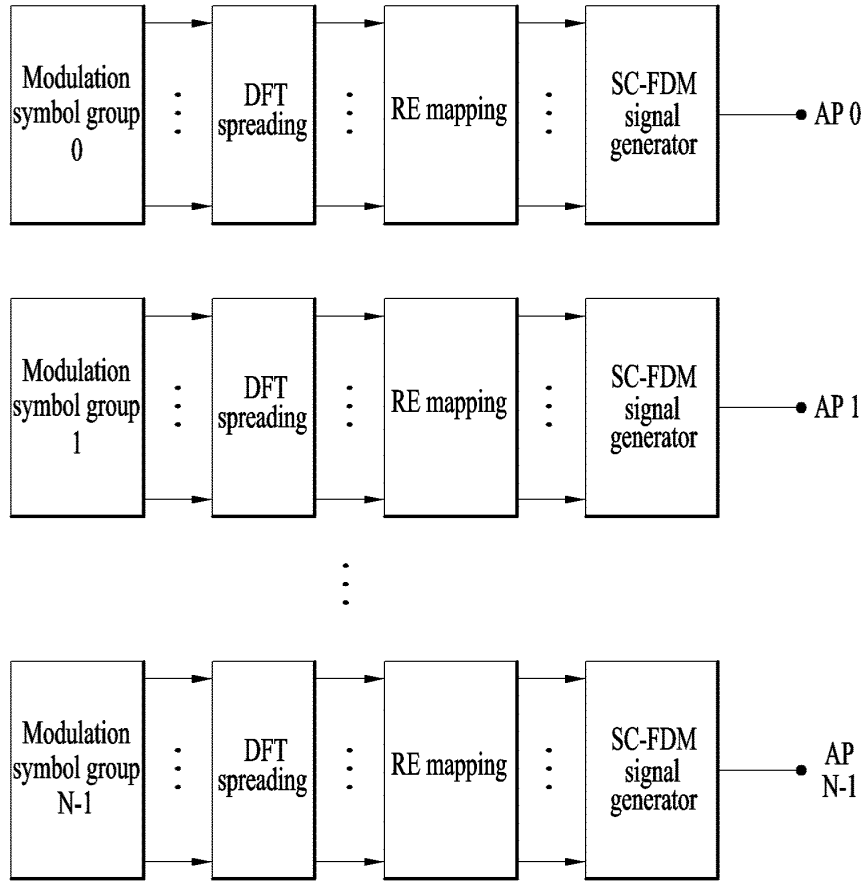 Modulation
symbol group
0
DFT
spreading
RE mapping
SC-FDM
signal
generator
AP 0
Modulation
symbol group
1
DFT
spreading
RE mapping
SC-FDM
signal
generator
AP 1
Modulation
symbol group
N-1
DFT
spreading
RE mapping
SC-FDM
signal
generator
AP
N-1